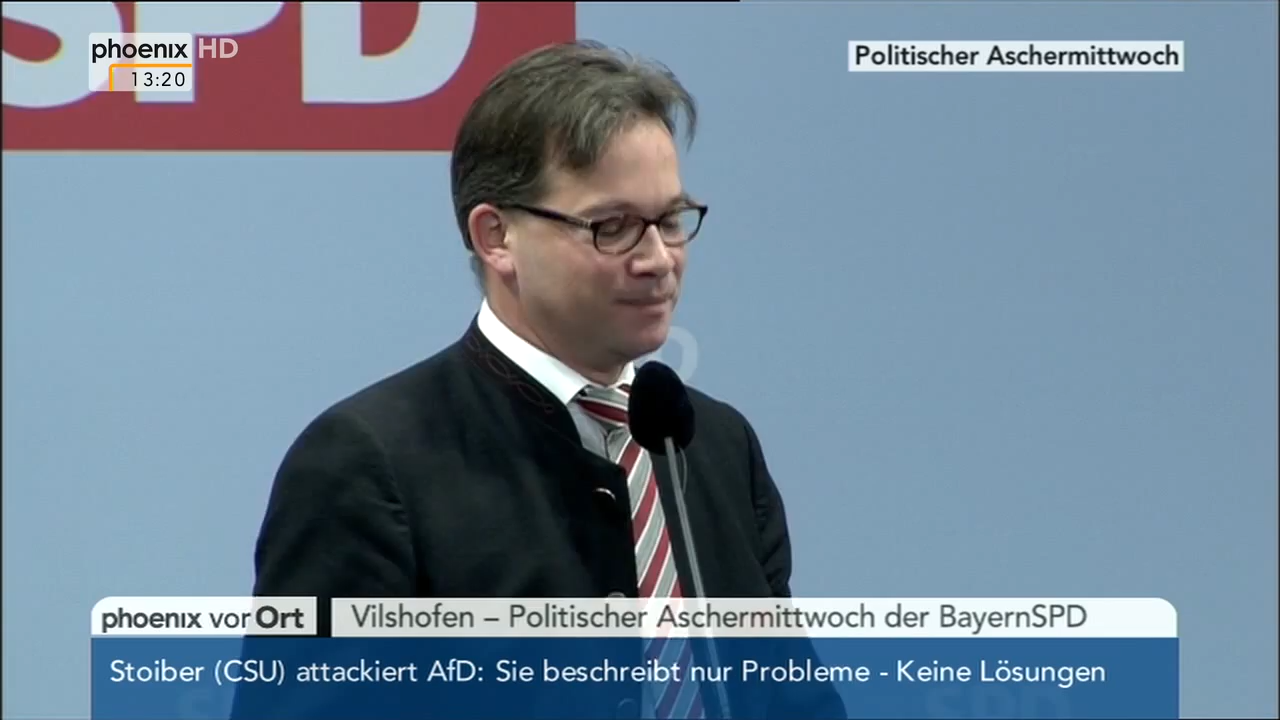 SPD
phoenix HD
13:20
Politischer Aschermittwoch
phoenix vor Ort
Vilshofen – Politischer Aschermittwoch der BayernSPD
Stoiber (CSU) attackiert AfD: Sie beschreibt nur Probleme - Keine Lösungen
SPD